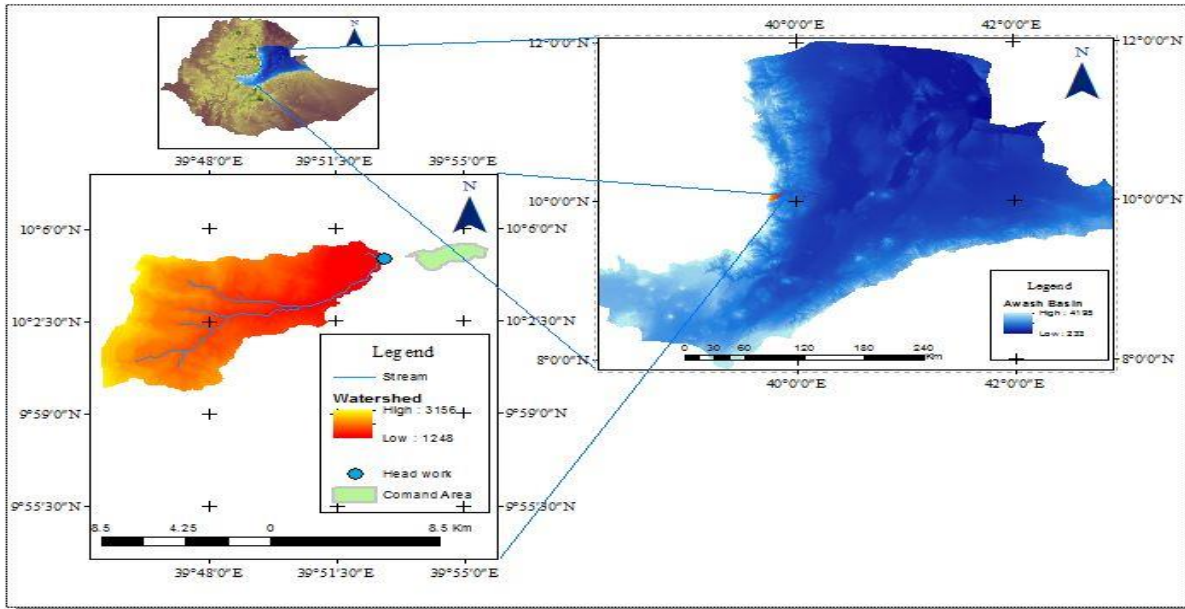 N
39°48'0"E 39°51'30"E 39°55'0"E
N
10°6'0"N 10°6'0"N
10°2'30"N 10°2'30"N
9°59'0"N 9°59'0"N
9°55'30"N 9°55'30"N
Legend
Stream
Watershed
High : 3156
Low : 1248
Head work
Comand Area
8.5 4.25 0 8.5 Km
39°48'0"E 39°51'30"E 39°55'0"E
40°0'0"E 42°0'0"E
12°0'0"N 12°0'0"N
N
10°0'0"N 10°0'0"N
8°0'0"N 8°0'0"N
Legend
Awash Basin
High : 4195
Low : 233
0 30 60 120 180 240
Km
40°0'0"E 42°0'0"E